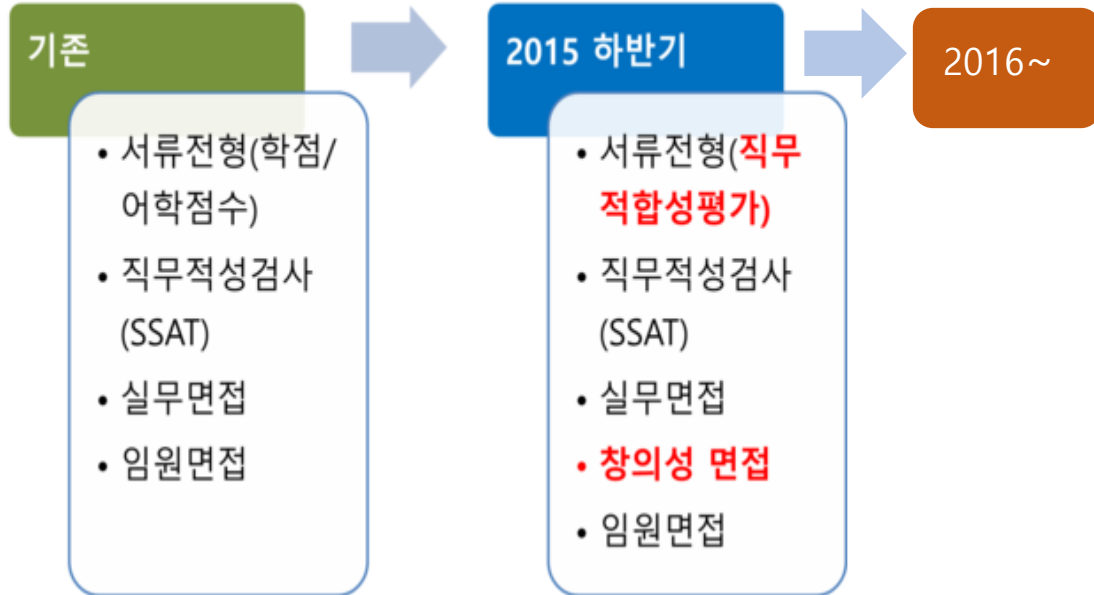 기존
• 서류전형(학점/
어학점수)
• 직무적성검사
(SSAT)
• 실무면접
• 임원면접
2015 하반기
• 서류전형(직무
적합성평가)
• 직무적성검사
(SSAT)
• 실무면접
• 창의성 면접
• 임원면접
2016~